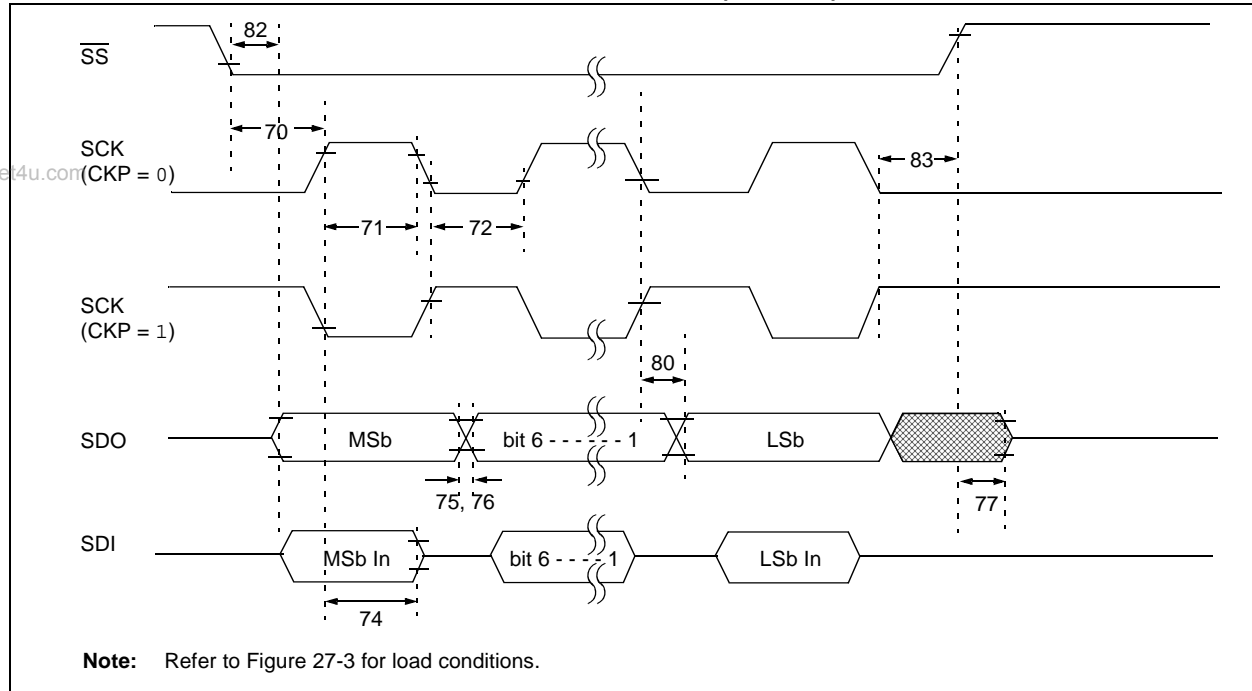 82
SS
70
SCK
(CKP = 0)
et4u.com
83
71
72
SCK
(CKP = 1)
80
SDO
MSb
bit 6 - - - - - - 1
LSb
75, 76
77
SDI
MSb In
bit 6 - - - - 1
LSb In
74
Note: Refer to Figure 27-3 for load conditions.